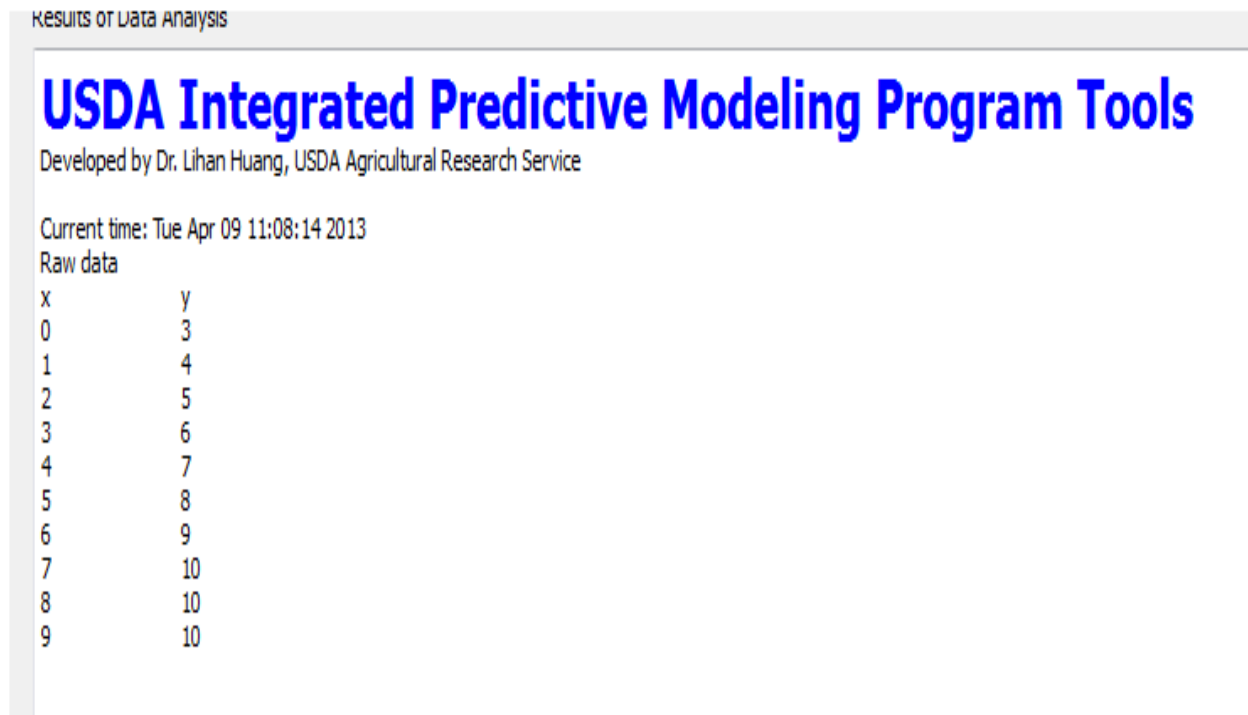 Results of Data Analysis
USDA Integrated Predictive Modeling Program Tools
Developed by Dr. Lihan Huang, USDA Agricultural Research Service
Current time: Tue Apr 09 11:08:14 2013
Raw data
x y
0 3
1 4
2 5
3 6
4 7
5 8
6 9
7 10
8 10
9 10